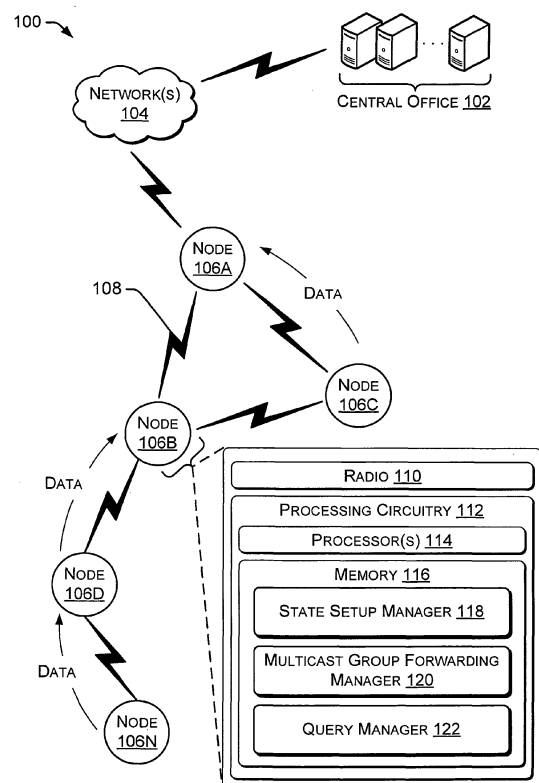 100
NETWORK(S)
104
CENTRAL OFFICE 102
NODE
106A
DATA
108
NODE
106C
NODE
106B
DATA
RADIO 110
PROCESSING CIRCUITRY 112
PROCESSOR(S) 114
MEMORY 116
STATE SETUP MANAGER 118
MULTICAST GROUP FORWARDING
MANAGER 120
QUERY MANAGER 122
NODE
106D
DATA
NODE
106N